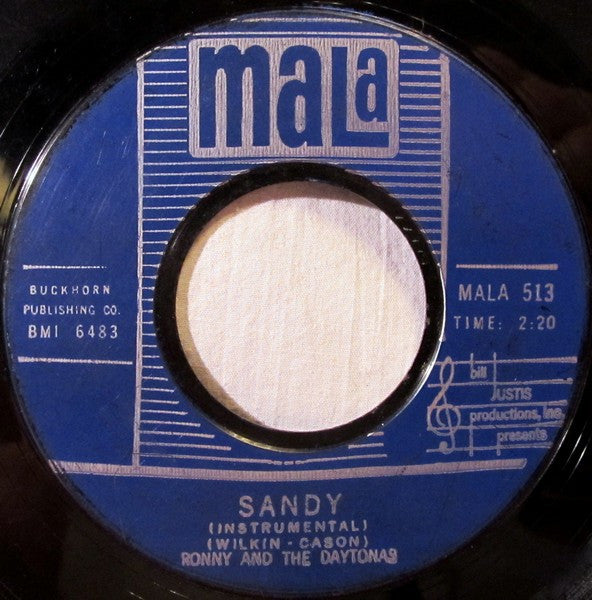 mala
BUCKHORN
PUBLISHING CO.
BMI 6483
MALA 513
TIME: 2:20
bill
JUSTIS
productions, Inc.
presents
SANDY
(INSTRUMENTAL)
(WILKIN - CASON)
RONNY AND THE DAYTONAS